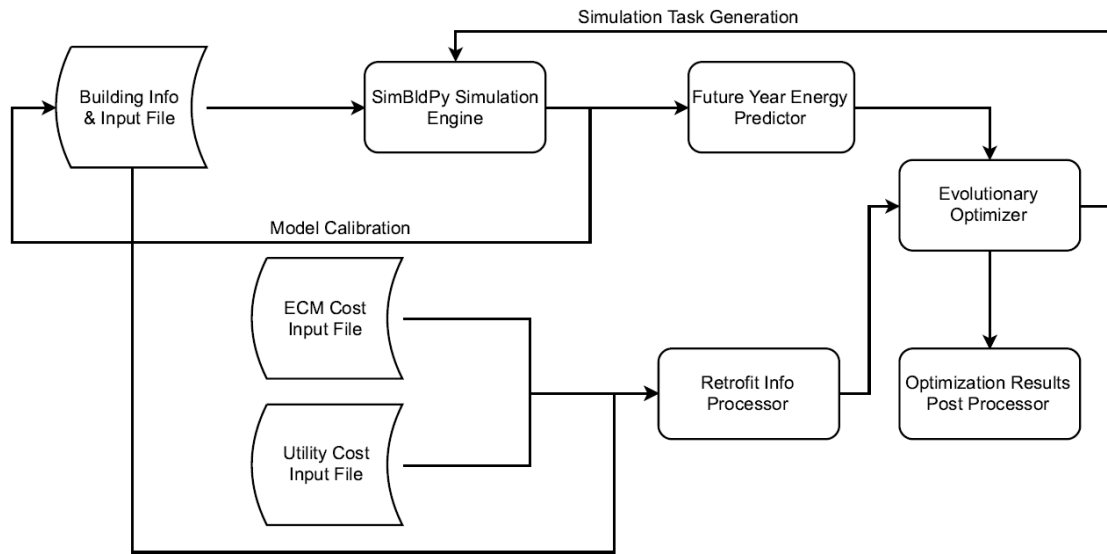 Simulation Task Generation
Building Info
& Input File
SimBldPy Simulation
Engine
Future Year Energy
Predictor
Evolutionary
Optimizer
Model Calibration
ECM Cost
Input File
Retrofit Info
Processor
Optimization Results
Post Processor
Utility Cost
Input File